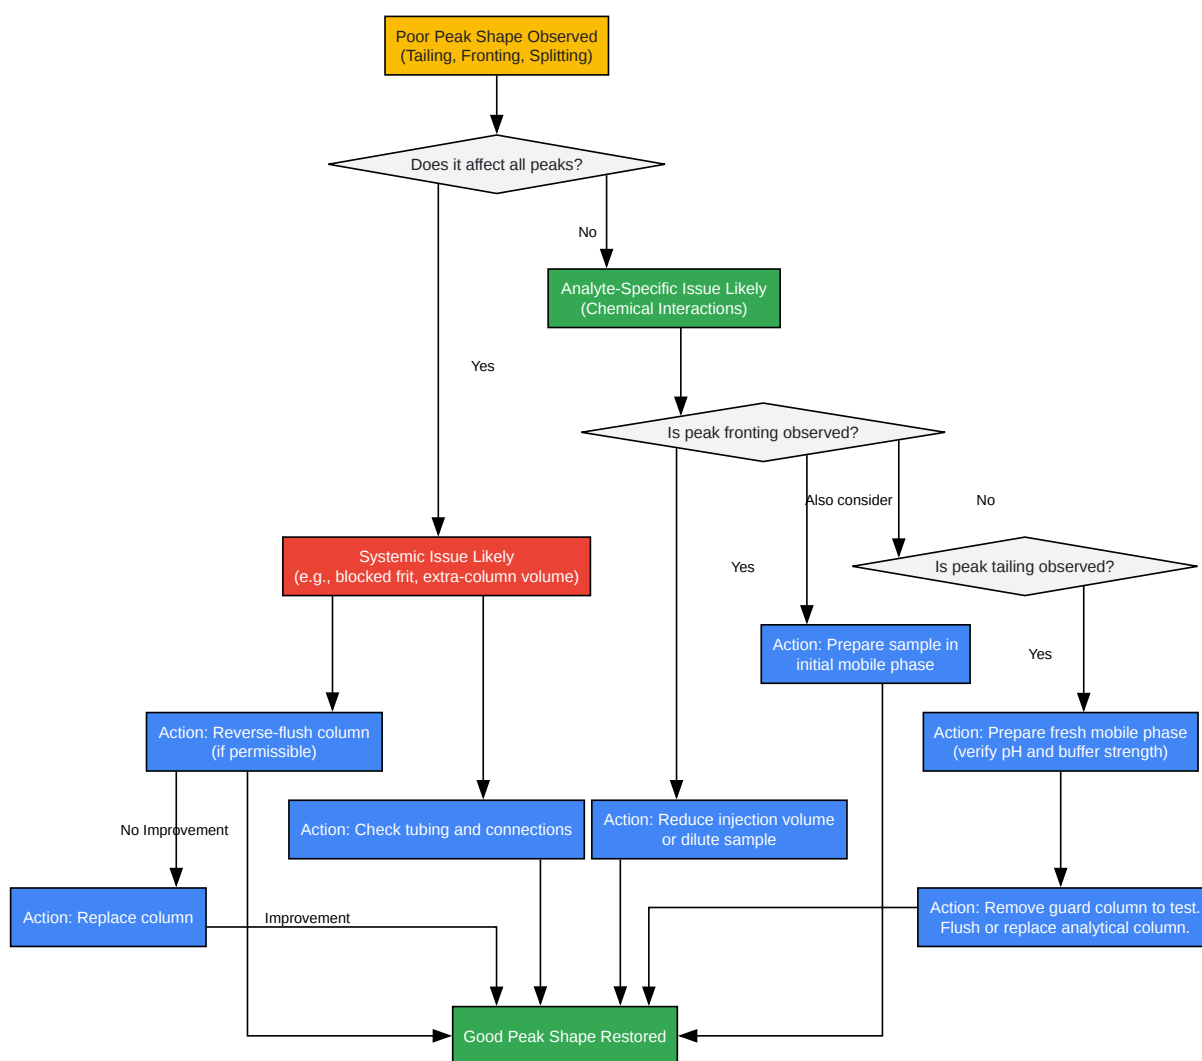 Poor Peak Shape Observed
(Tailing, Fronting, Splitting)
Does it affect all peaks?
No
Analyte-Specific Issue Likely
(Chemical Interactions)
Yes
Is peak fronting observed?
Also consider
No
Systemic Issue Likely
(e.g., blocked frit, extra-column volume)
Yes
Is peak tailing observed?
Action: Prepare sample in
initial mobile phase
Yes
Action: Reverse-flush column
(if permissible)
Action: Prepare fresh mobile phase
(verify pH and buffer strength)
No Improvement
Action: Check tubing and connections
Action: Reduce injection volume
or dilute sample
Action: Replace column
Improvement
Action: Remove guard column to test.
Flush or replace analytical column.
Good Peak Shape Restored